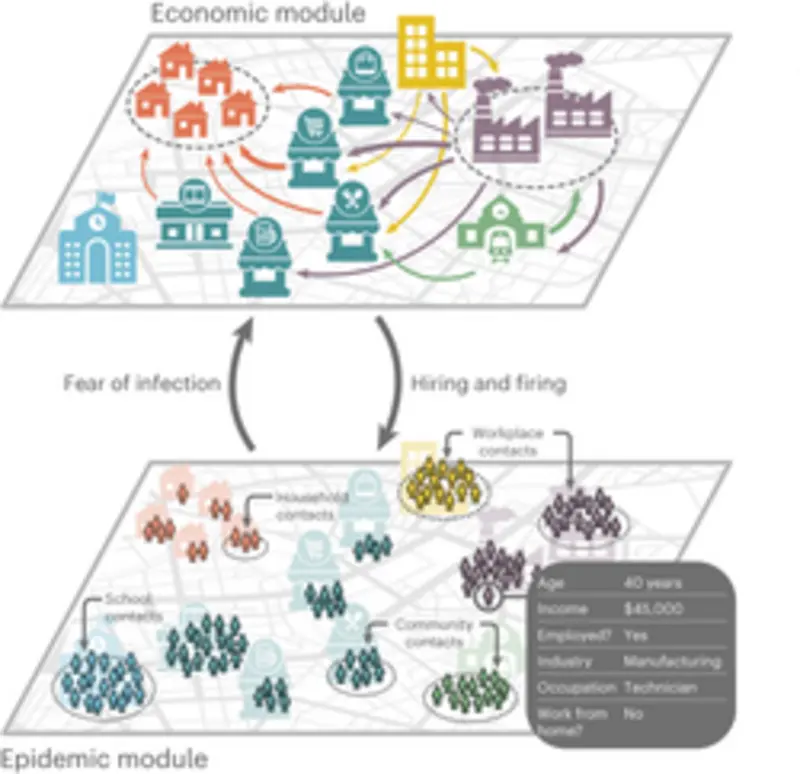 Economic module
Fear of infection
Hiring and firing
Workplace
contacts
Household
contacts
School
contacts
Community
contacts
Age 40 years
Income $45,000
Employed? Yes
Industry Manufacturing
Occupation Technician
Work from No
home?
Epidemic module